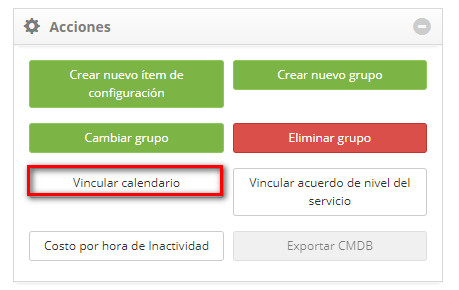 Acciones
Crear nuevo ítem de
configuración
Crear nuevo grupo
Cambiar grupo
Eliminar grupo
Vincular calendario
Vincular acuerdo de nivel del
servicio
Costo por hora de Inactividad
Exportar CMDB